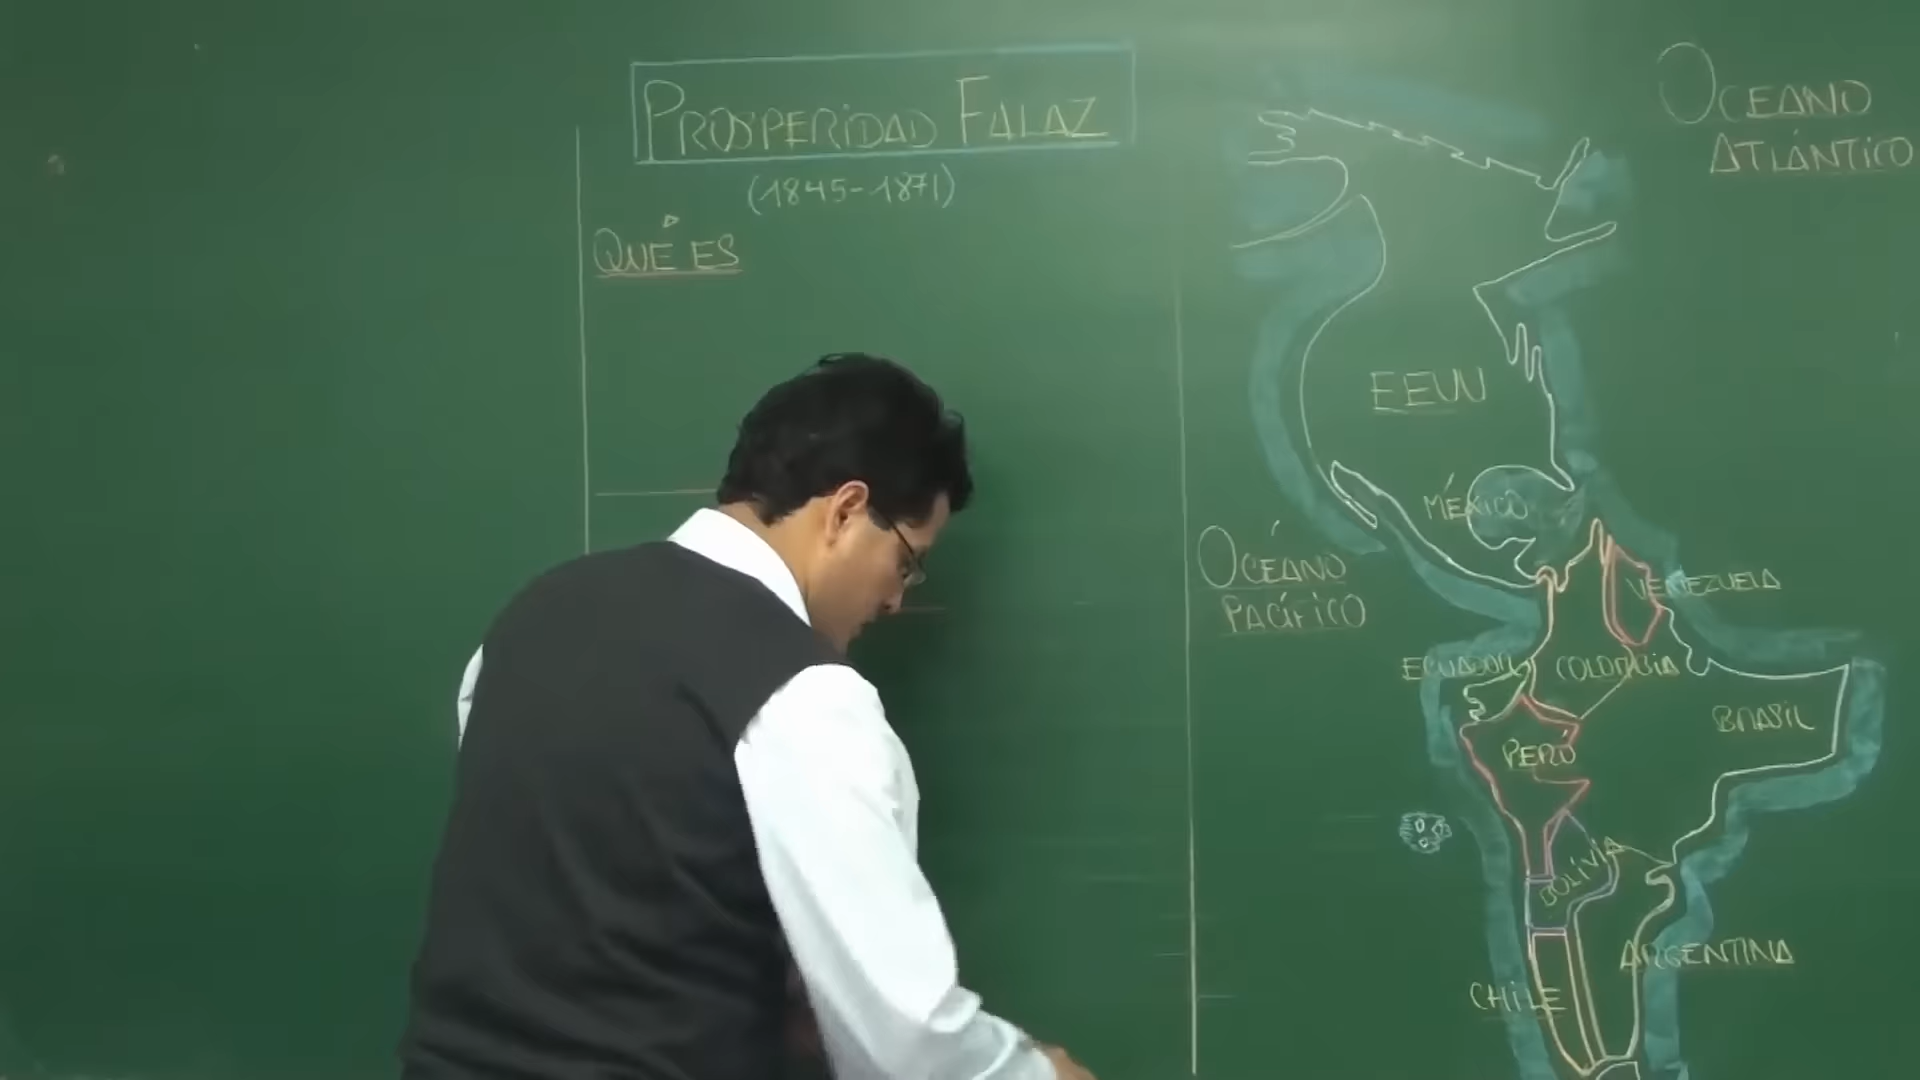 PROSPERIDAD FALAZ
(1845-1871)
QUÉ ES
OCÉANO
ATLÁNTICO
EEUU
MÉXICO
OCÉANO
PACÍFICO
VENEZUELA
ECUADOR
COLOMBIA
BRASIL
PERÚ
BOLIVIA
ARGENTINA
CHILE